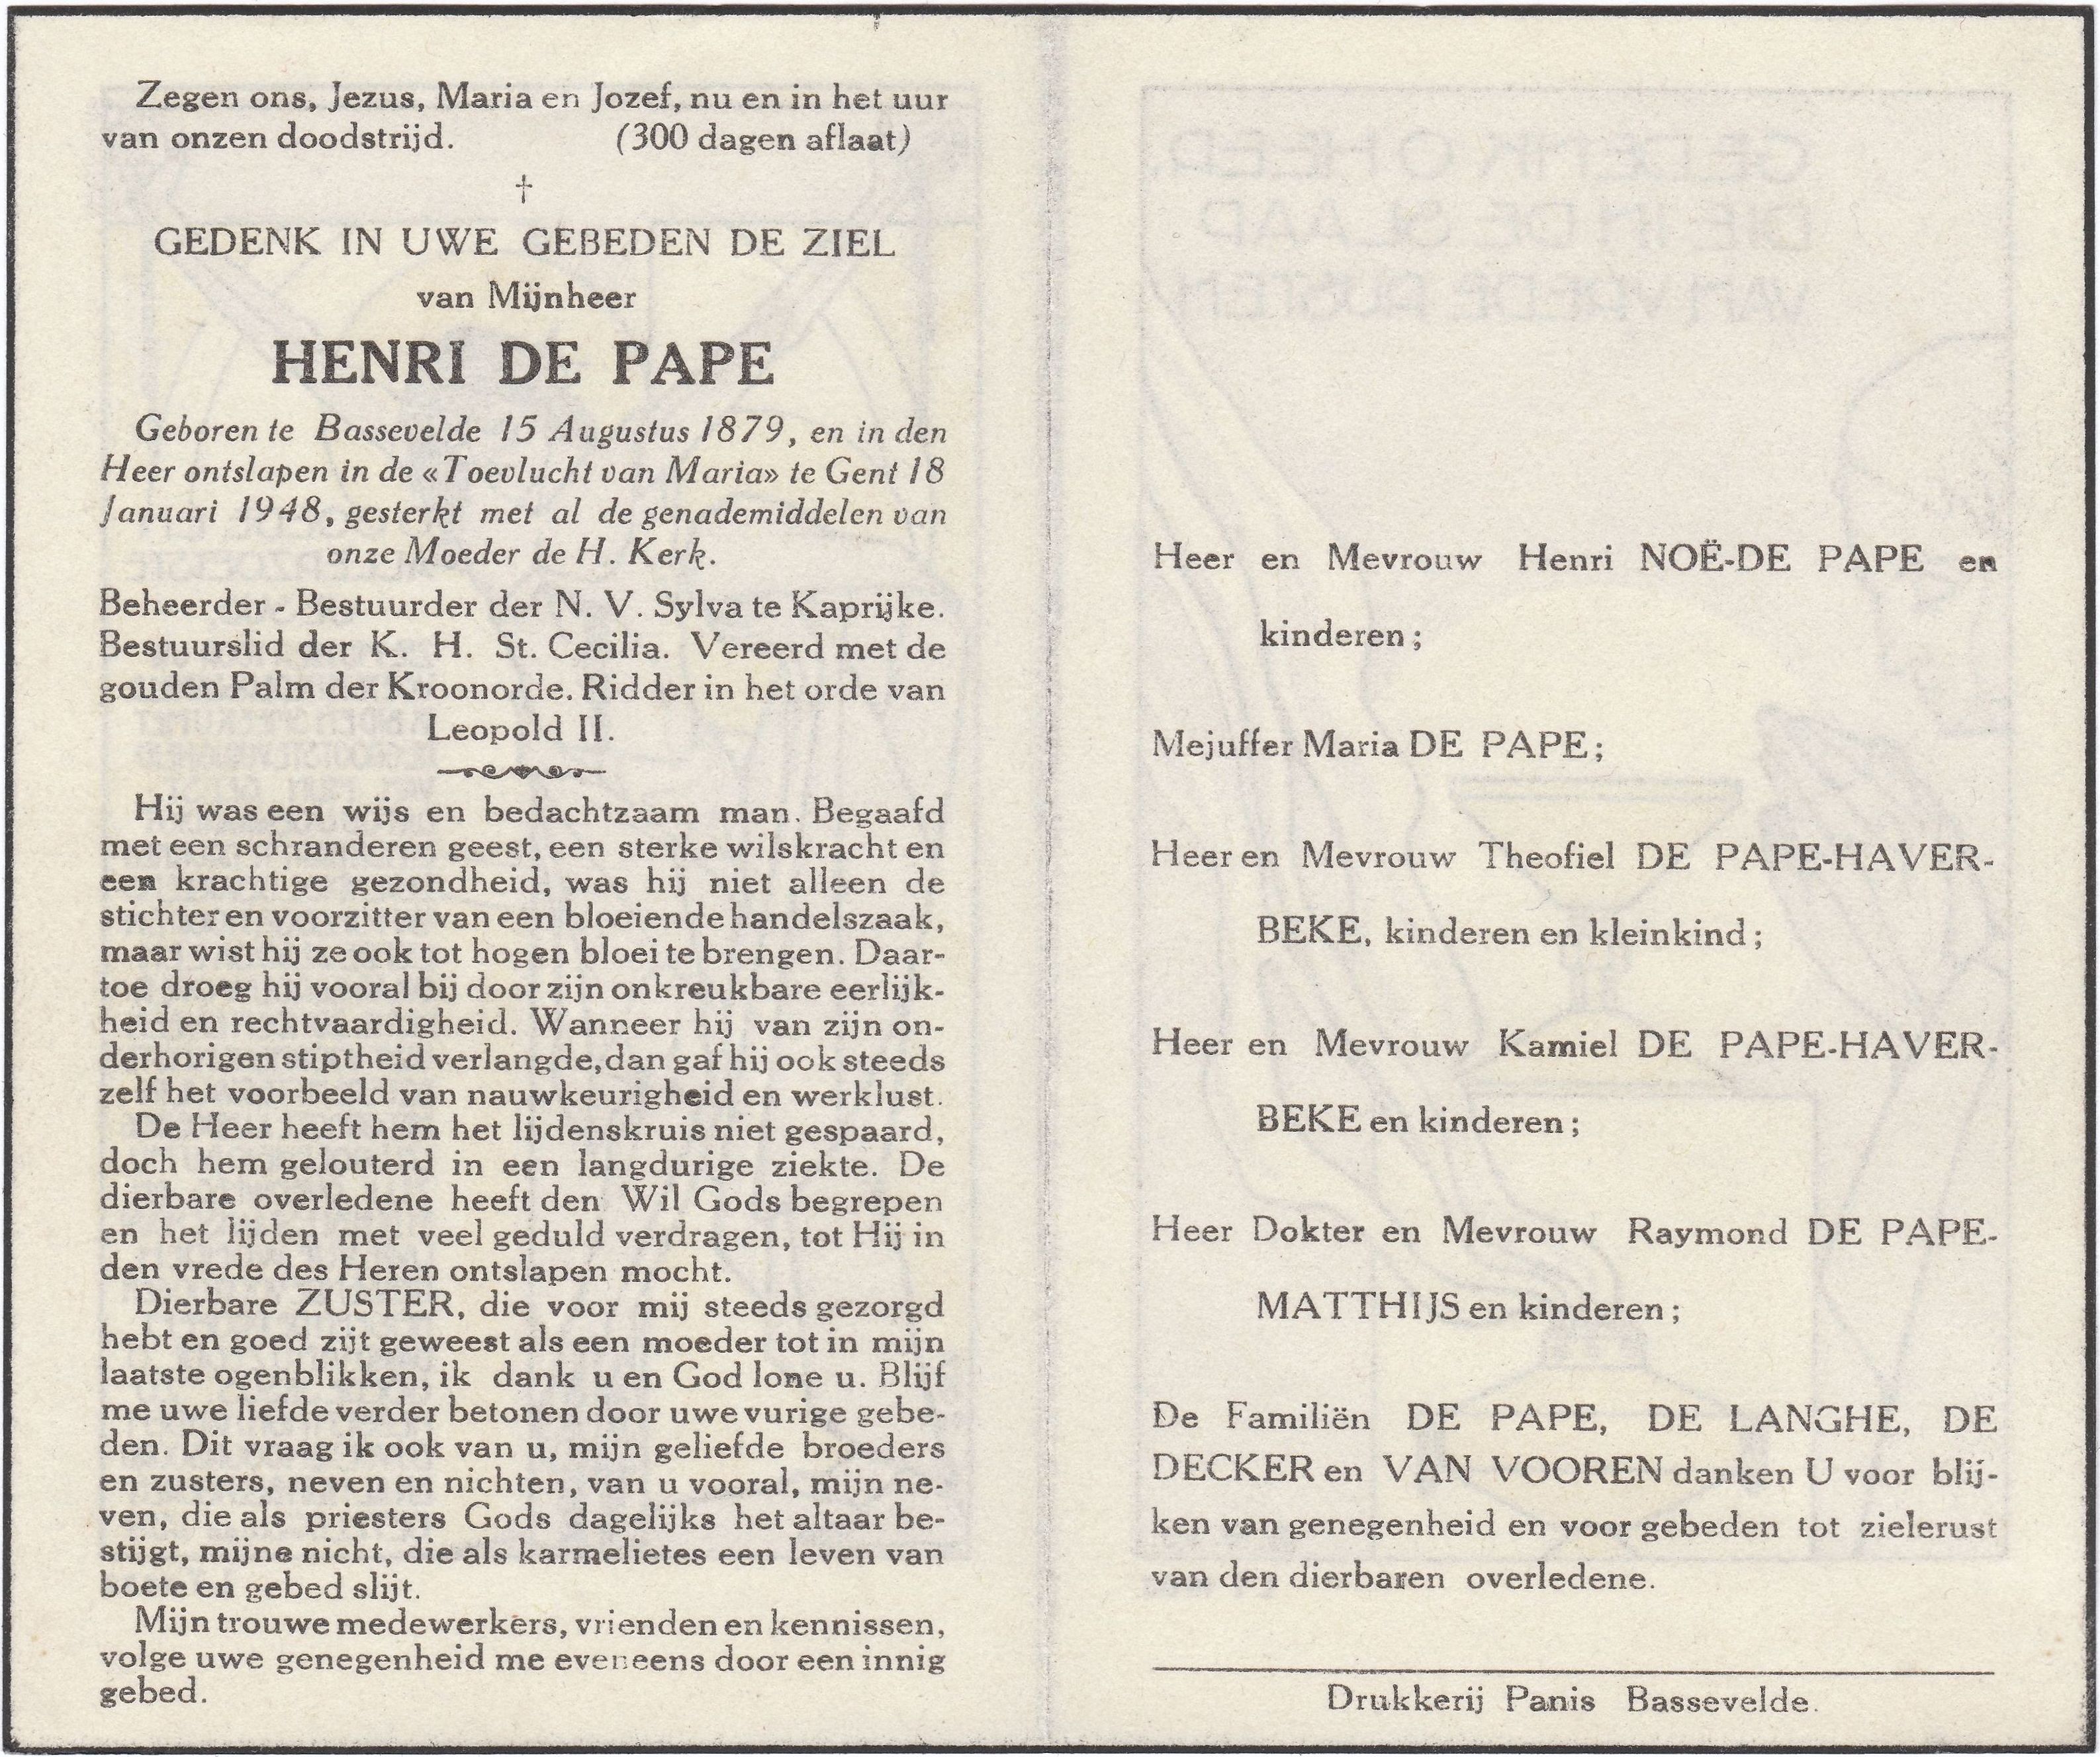 Zegen ons, Jezus, Maria en Jozef, nu en in het uur
van onzen doodstrijd. (300 dagen aflaat)
†
GEDENK IN UWE GEBEDEN DE ZIEL
van Mijnheer
HENRI DE PAPE
Geboren te Bassevelde 15 Augustus 1879, en in den
Heer ontslapen in de «Toevlucht van Maria» te Gent 18
Januari 1948, gesterkt met al de genademiddelen van
onze Moeder de H. Kerk.
Beheerder - Bestuurder der N. V. Sylva te Kaprijke.
Bestuurslid der K. H. St. Cecilia. Vereerd met de
gouden Palm der Kroonorde. Ridder in het orde van
Leopold II.
Hij was een wijs en bedachtzaam man. Begaafd
met een schranderen geest, een sterke wilskracht en
een krachtige gezondheid, was hij niet alleen de
stichter en voorzitter van een bloeiende handelszaak,
maar wist hij ze ook tot hogen bloei te brengen. Daar-
toe droeg hij vooral bij door zijn onkreukbare eerlijk-
heid en rechtvaardigheid. Wanneer hij van zijn on-
derhorigen stiptheid verlangde, dan gaf hij ook steeds
zelf het voorbeeld van nauwkeurigheid en werklust.
De Heer heeft hem het lijdenskruis niet gespaard,
doch hem gelouterd in een langdurige ziekte. De
dierbare overledene heeft den Wil Gods begrepen
en het lijden met veel geduld verdragen, tot Hij in
den vrede des Heren ontslapen mocht.
Dierbare ZUSTER, die voor mij steeds gezorgd
hebt en goed zijt geweest als een moeder tot in mijn
laatste ogenblikken, ik dank u en God lone u. Blijf
me uwe liefde verder betonen door uwe vurige gebe-
den. Dit vraag ik ook van u, mijn geliefde broeders
en zusters, neven en nichten, van u vooral, mijn ne-
ven, die als priesters Gods dagelijks het altaar be-
stijgt, mijne nicht, die als karmelietes een leven van
boete en gebed slijt.
Mijn trouwe medewerkers, vrienden en kennissen,
volge uwe genegenheid me eveneens door een innig
gebed.
Heer en Mevrouw Henri NOË-DE PAPE en
kinderen;
Mejuffer Maria DE PAPE;
Heer en Mevrouw Theofiel DE PAPE-HAVER-
BEKE, kinderen en kleinkind;
Heer en Mevrouw Kamiel DE PAPE-HAVER-
BEKE en kinderen;
Heer Dokter en Mevrouw Raymond DE PAPE-
MATTHIJS en kinderen;
De Familiën DE PAPE, DE LANGHE, DE
DECKER en VAN VOOREN danken U voor blij-
ken van genegenheid en voor gebeden tot zielerust
van den dierbaren overledene.
Drukkerij Panis Bassevelde.